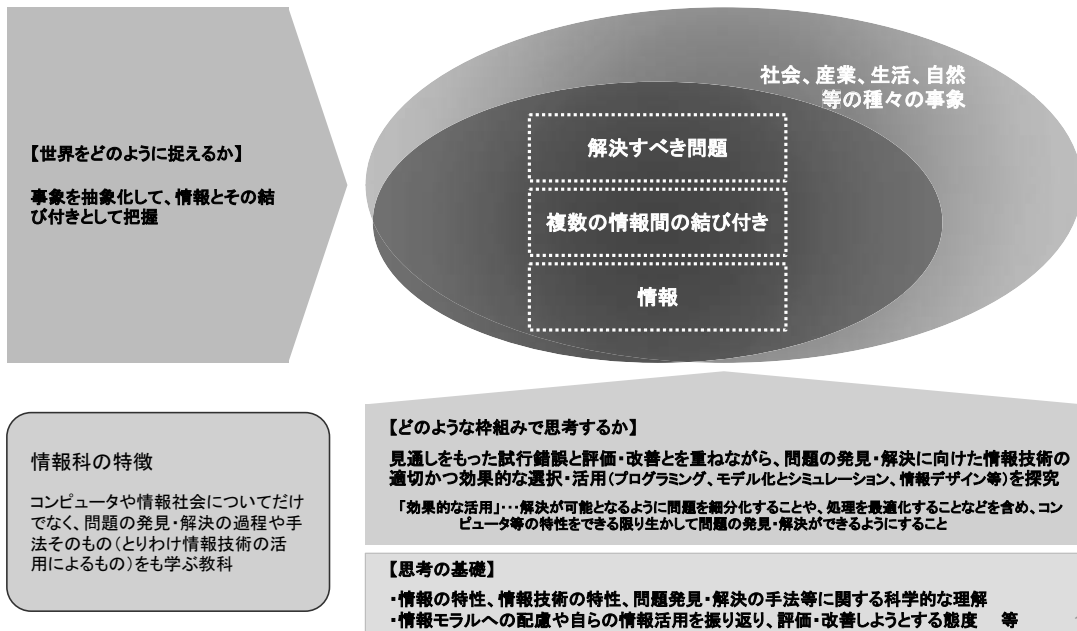 【世界をどのように捉えるか】
事象を抽象化して、情報とその結
び付きとして把握
社会、産業、生活、自然
等の種々の事象
解決すべき問題
複数の情報間の結び付き
情報
情報科の特徴
コンピュータや情報社会についてだけ
でなく、問題の発見・解決の過程や手
法そのもの（とりわけ情報技術の活
用によるもの）をも学ぶ教科
【どのような枠組みで思考するか】
見通しをもった試行錯誤と評価・改善とを重ねながら、問題の発見・解決に向けた情報技術の
適切かつ効果的な選択・活用（プログラミング、モデル化とシミュレーション、情報デザイン等）を探究
「効果的な活用」・・・解決が可能となるように問題を細分化することや、処理を最適化することなどを含め、コン
ピュータ等の特性をできる限り生かして問題の発見・解決ができるようにすること
【思考の基礎】
・情報の特性、情報技術の特性、問題発見・解決の手法等に関する科学的な理解
・情報モラルへの配慮や自らの情報活用を振り返り、評価・改善しようとする態度　等